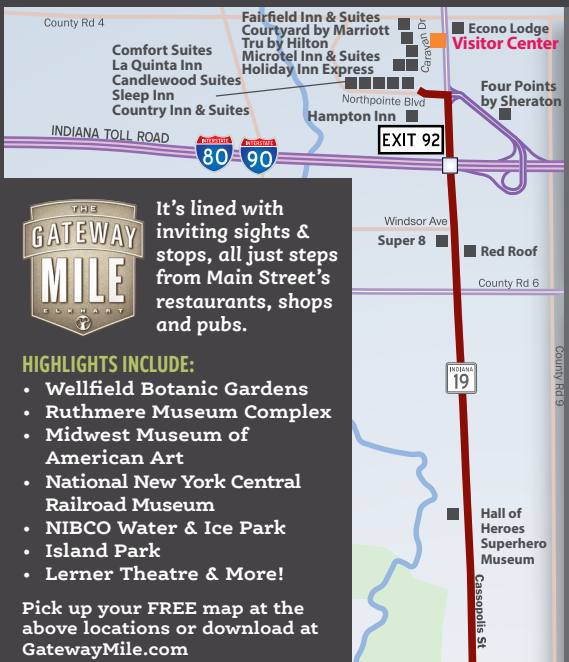 County Rd 4
Fairfield Inn & Suites
Courtyard by Marriott
Tru by Hilton
Microtel Inn & Suites
Holiday Inn Express
Caravan Dr
Econo Lodge
Visitor Center
Comfort Suites
La Quinta Inn
Candlewood Suites
Sleep Inn
Country Inn & Suites
Northpointe Blvd
Hampton Inn
Four Points
by Sheraton
EXIT 92
INDIANA TOLL ROAD
INTERSTATE
80
INTERSTATE
90
Windsor Ave
Super 8
Red Roof
County Rd 6
INDIANA
19
County Rd 9
Hall of
Heroes
Superhero
Museum
Cassopolis St
THE
GATEWAY
MILE
ELKHART
It's lined with
inviting sights &
stops, all just steps
from Main Street's
restaurants, shops
and pubs.
HIGHLIGHTS INCLUDE:
• Wellfield Botanic Gardens
• Ruthmere Museum Complex
• Midwest Museum of
American Art
• National New York Central
Railroad Museum
• NIBCO Water & Ice Park
• Island Park
• Lerner Theatre & More!
Pick up your FREE map at the
above locations or download at
GatewayMile.com